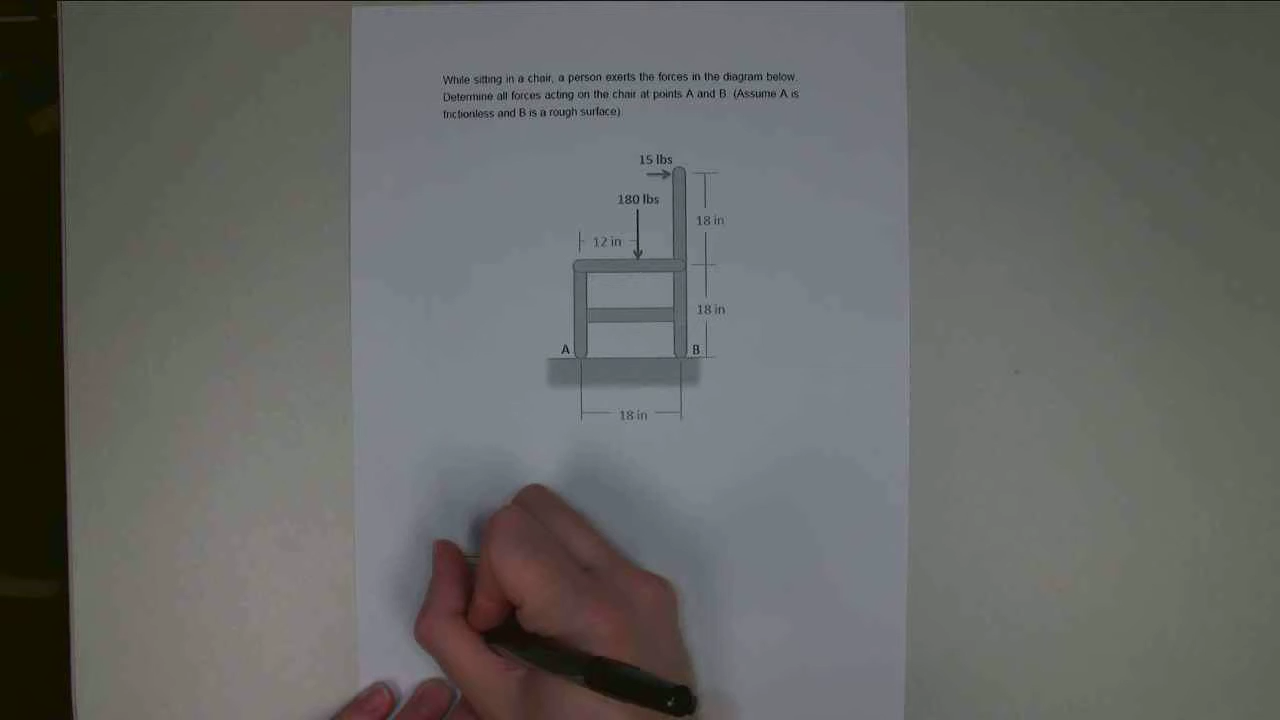 While sitting in a chair, a person exerts the forces in the diagram below.
Determine all forces acting on the chair at points A and B. (Assume A is
frictionless and B is a rough surface)
15 lbs
180 lbs
18 in
12 in
18 in
A
B
18 in